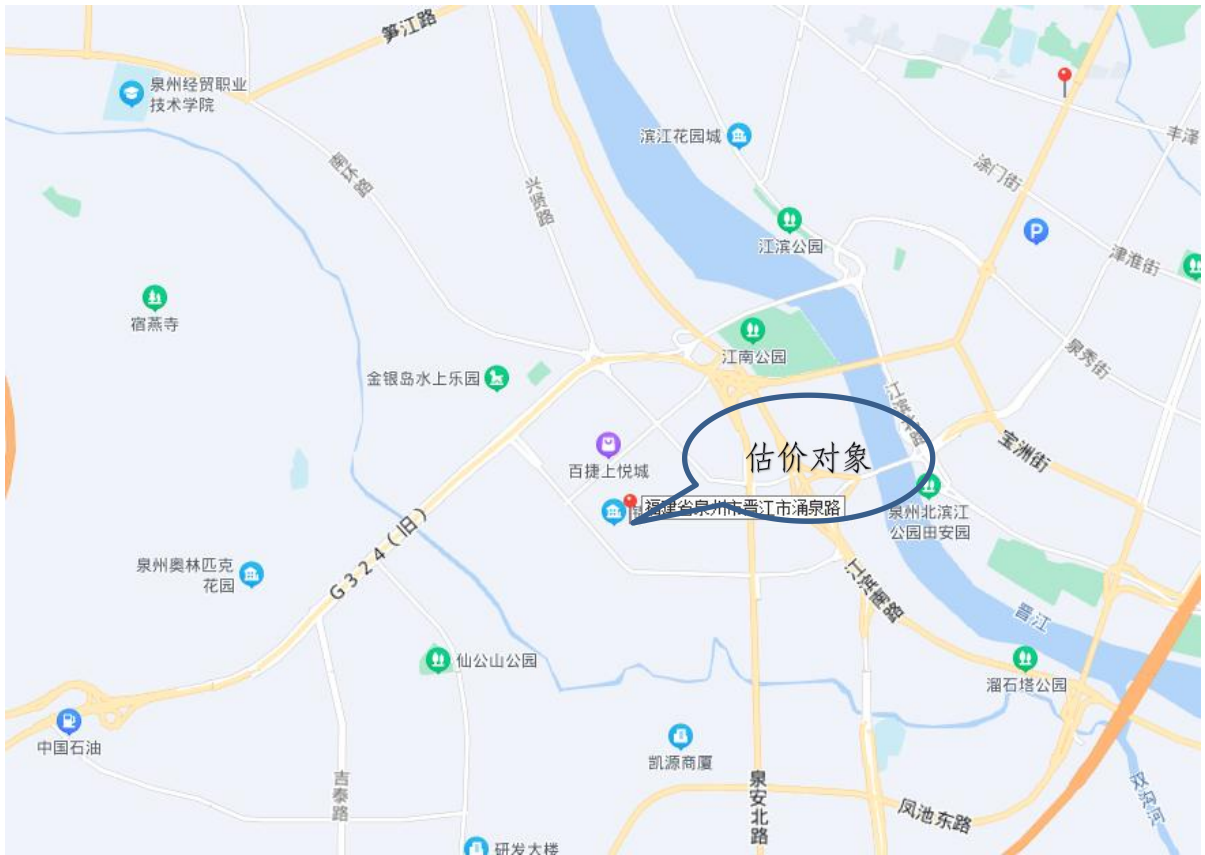 笋江路
泉州经贸职业
技术学院
滨江花园城
丰泽
南环路
兴贤路
涂门街
P
江滨公园
津淮街
宿燕寺
江南公园
泉秀街
金银岛水上乐园
宝洲街
估价对象
百捷上悦城
福建省泉州市晋江市涌泉路
泉州北滨江
公园田安园
G324(旧)
泉州奥林匹克
花园
江滨南路
晋江
仙公山公园
溜石塔公园
中国石油
凯源商厦
吉泰路
泉安北路
凤池东路
双沟河
研发大楼